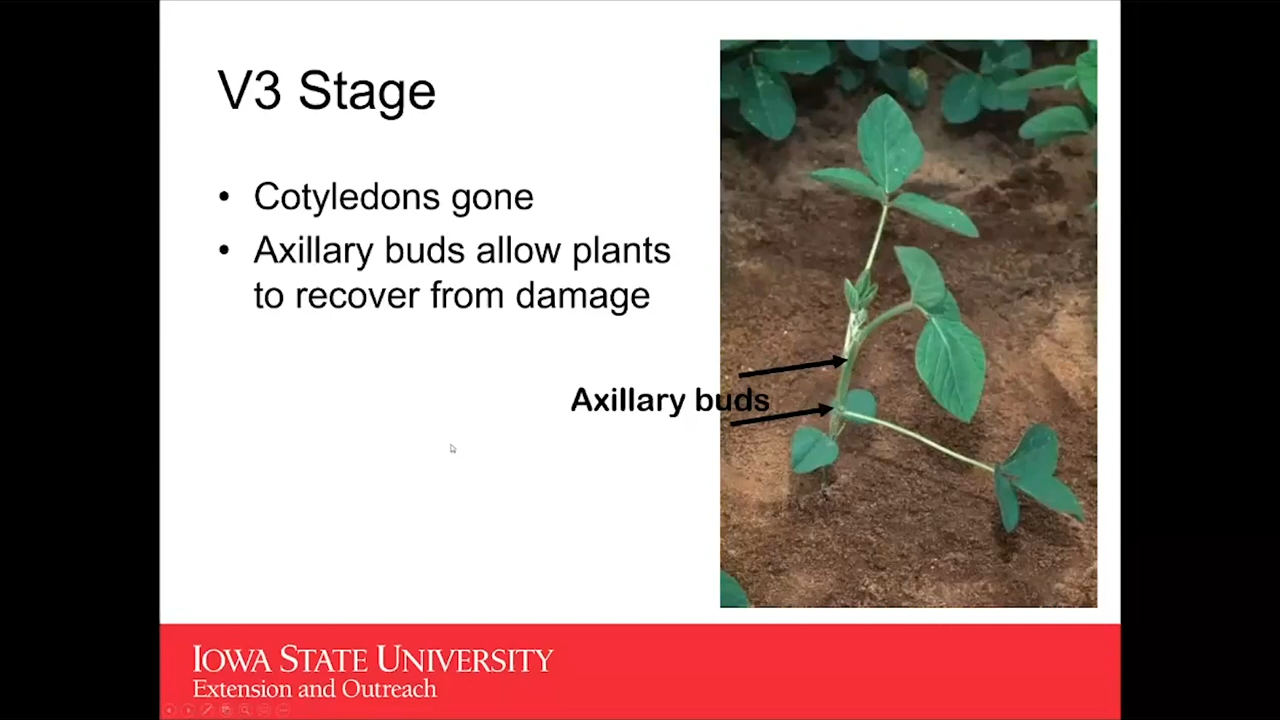 V3 Stage
• Cotyledons gone
• Axillary buds allow plants
to recover from damage
Axillary buds
IOWA STATE UNIVERSITY
Extension and Outreach